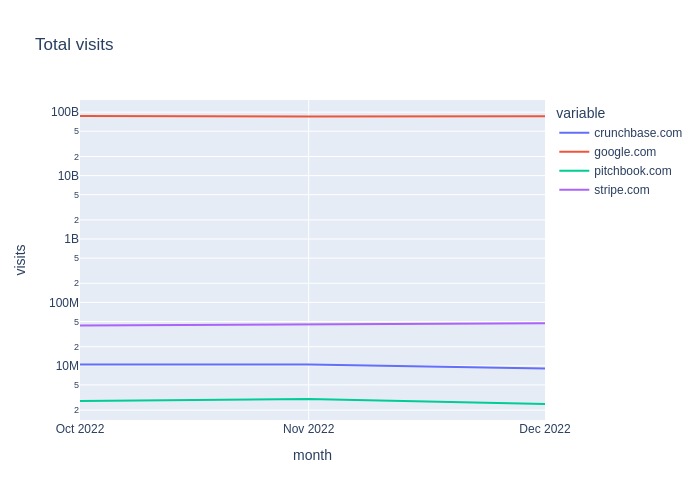 Total visits
100B
5
2
10B
5
2
1B
5
2
100M
5
2
10M
5
2
visits
Oct 2022
Nov 2022
Dec 2022
month
variable
crunchbase.com
google.com
pitchbook.com
stripe.com